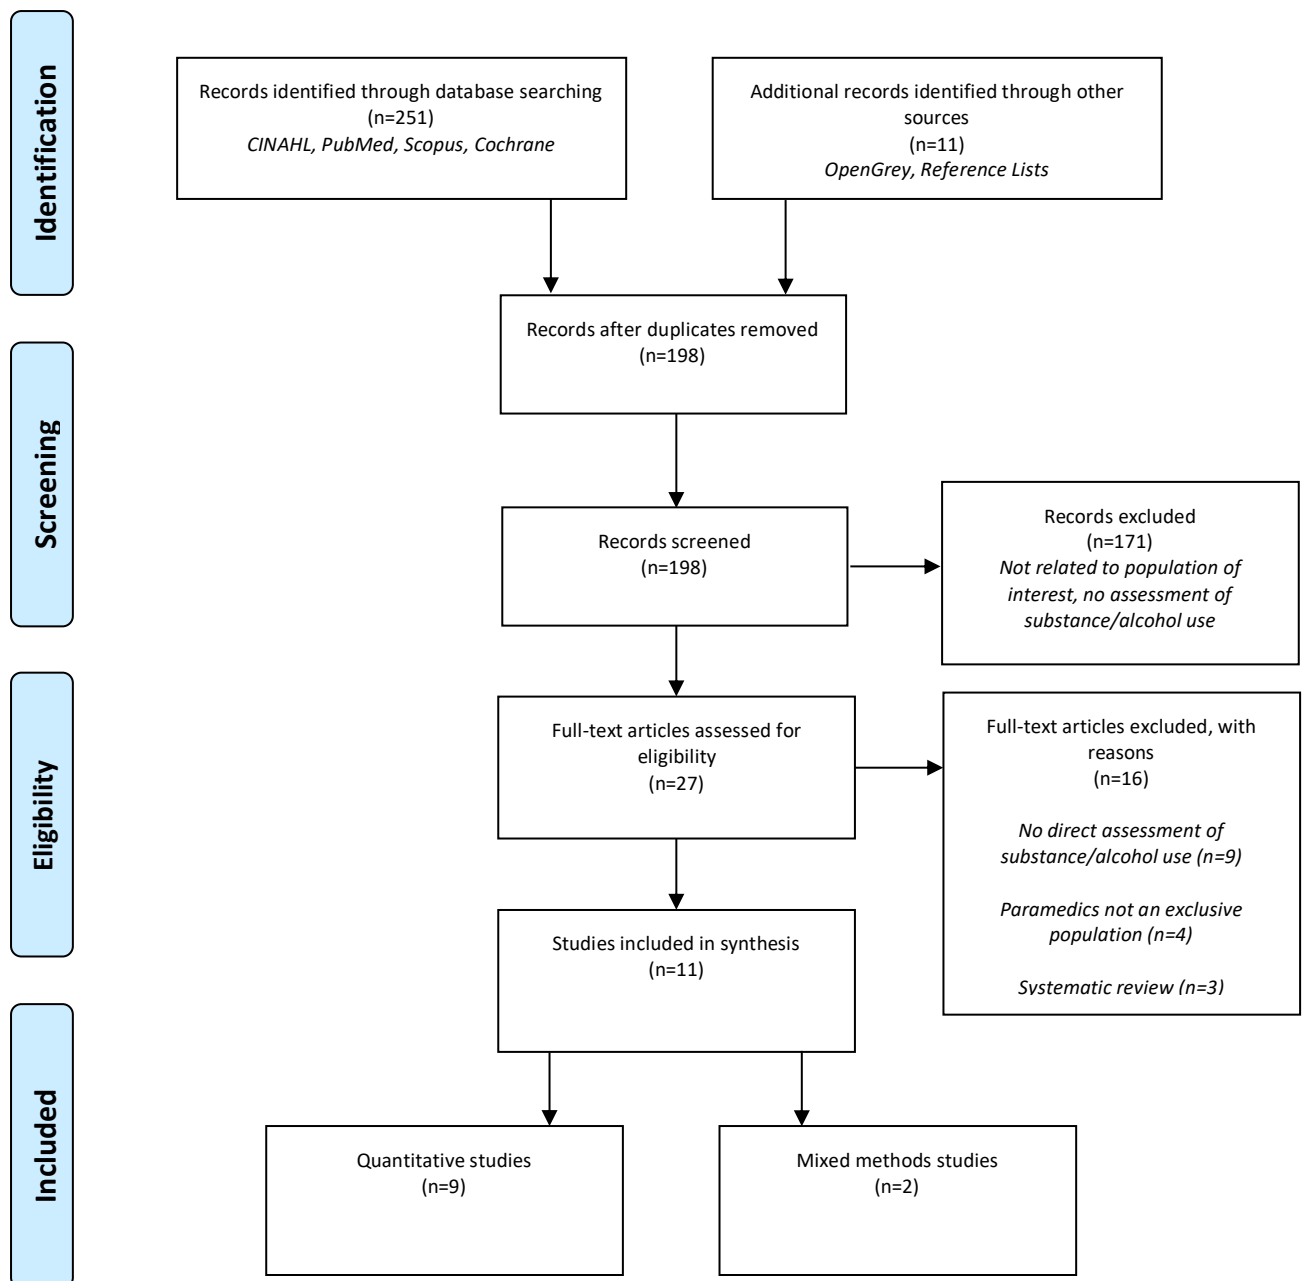 Identification
Records identified through database searching
(n=251)
CINAHL, PubMed, Scopus, Cochrane
Additional records identified through other
sources
(n=11)
OpenGrey, Reference Lists
Records after duplicates removed
(n=198)
Screening
Records screened
(n=198)
Records excluded
(n=171)
Not related to population of
interest, no assessment of
substance/alcohol use
Eligibility
Full-text articles assessed for
eligibility
(n=27)
Full-text articles excluded, with
reasons
(n=16)
No direct assessment of
substance/alcohol use (n=9)
Paramedics not an exclusive
population (n=4)
Systematic review (n=3)
Studies included in synthesis
(n=11)
Included
Quantitative studies
(n=9)
Mixed methods studies
(n=2)